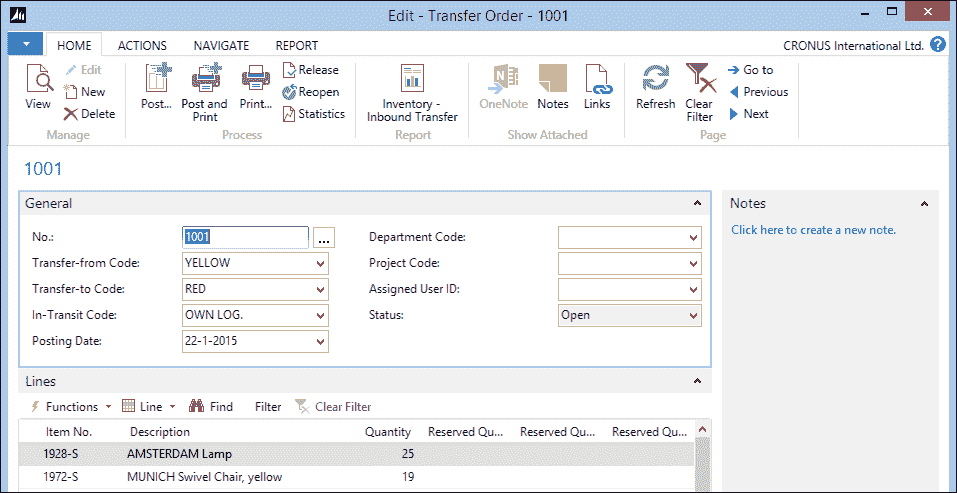 Edit - Transfer Order - 1001
HOME ACTIONS NAVIGATE REPORT
CRONUS International Ltd. ?
View
Edit
New
Delete
Manage
Post...
Post and Print
Print...
Release
Reopen
Statistics
Process
Inventory - Inbound Transfer
Report
OneNote
Notes
Links
Show Attached
Refresh
Clear Filter
Go to
Previous
Next
Page
1001
General
No.: 1001 ...
Transfer-from Code: YELLOW
Transfer-to Code: RED
In-Transit Code: OWN LOG.
Posting Date: 22-1-2015
Department Code:
Project Code:
Assigned User ID:
Status: Open
Notes
Click here to create a new note.
Lines
Functions Line Find Filter Clear Filter
Item No. Description Quantity Reserved Qu... Reserved Qu... Reserved Qu...
1928-S AMSTERDAM Lamp 25
1972-S MUNICH Swivel Chair, yellow 19